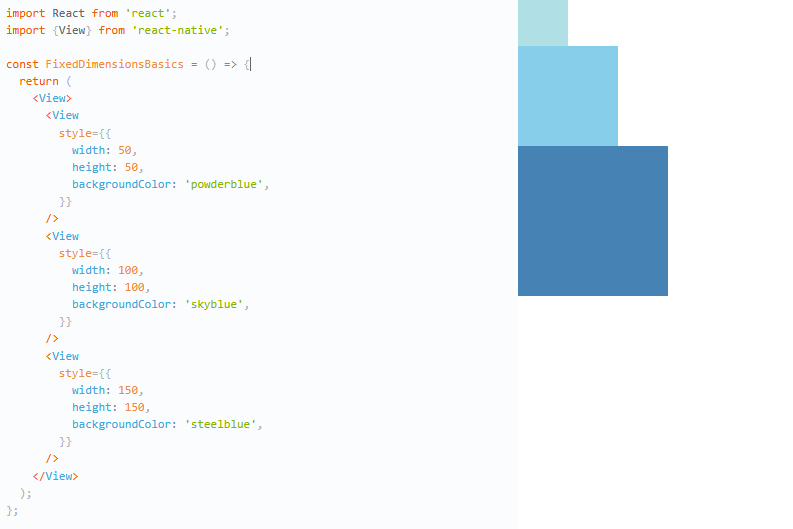 import React from 'react';
import {View} from 'react-native';

const FixedDimensionsBasics = () => {
  return (
    <View>
      <View
        style={{
          width: 50,
          height: 50,
          backgroundColor: 'powderblue',
        }}
      />
      <View
        style={{
          width: 100,
          height: 100,
          backgroundColor: 'skyblue',
        }}
      />
      <View
        style={{
          width: 150,
          height: 150,
          backgroundColor: 'steelblue',
        }}
      />
    </View>
  );
};